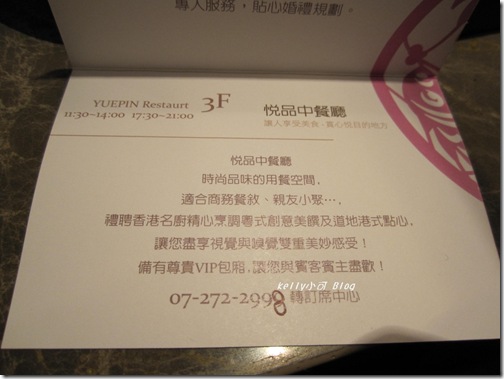 專人服務，貼心婚禮規劃。
YUEPIN Restaurt 3F
11:30~14:00 17:30~21:00
悅品中餐廳
讓人享受美食、賞心悅目的地方
悅品中餐廳
時尚品味的用餐空間，
適合商務餐敘、親友小聚…，
禮聘香港名廚精心烹調粵式創意美饌及道地港式點心，
讓您盡享視覺與嗅覺雙重美妙感受！
備有尊貴VIP包廂，讓您與賓客賓主盡歡！
kelly小可 Blog
07-272-2998 轉訂席中心